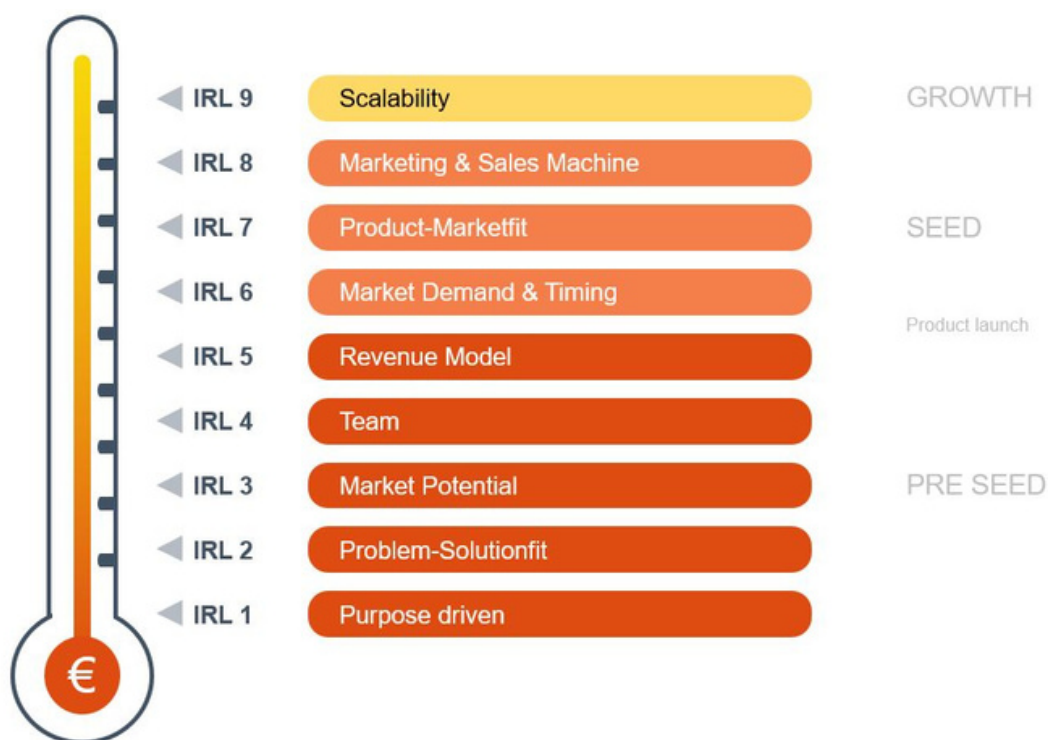 IRL 9 Scalability GROWTH
IRL 8 Marketing & Sales Machine
IRL 7 Product-Marketfit SEED
IRL 6 Market Demand & Timing
Product launch
IRL 5 Revenue Model
IRL 4 Team
IRL 3 Market Potential PRE SEED
IRL 2 Problem-Solutionfit
IRL 1 Purpose driven
€